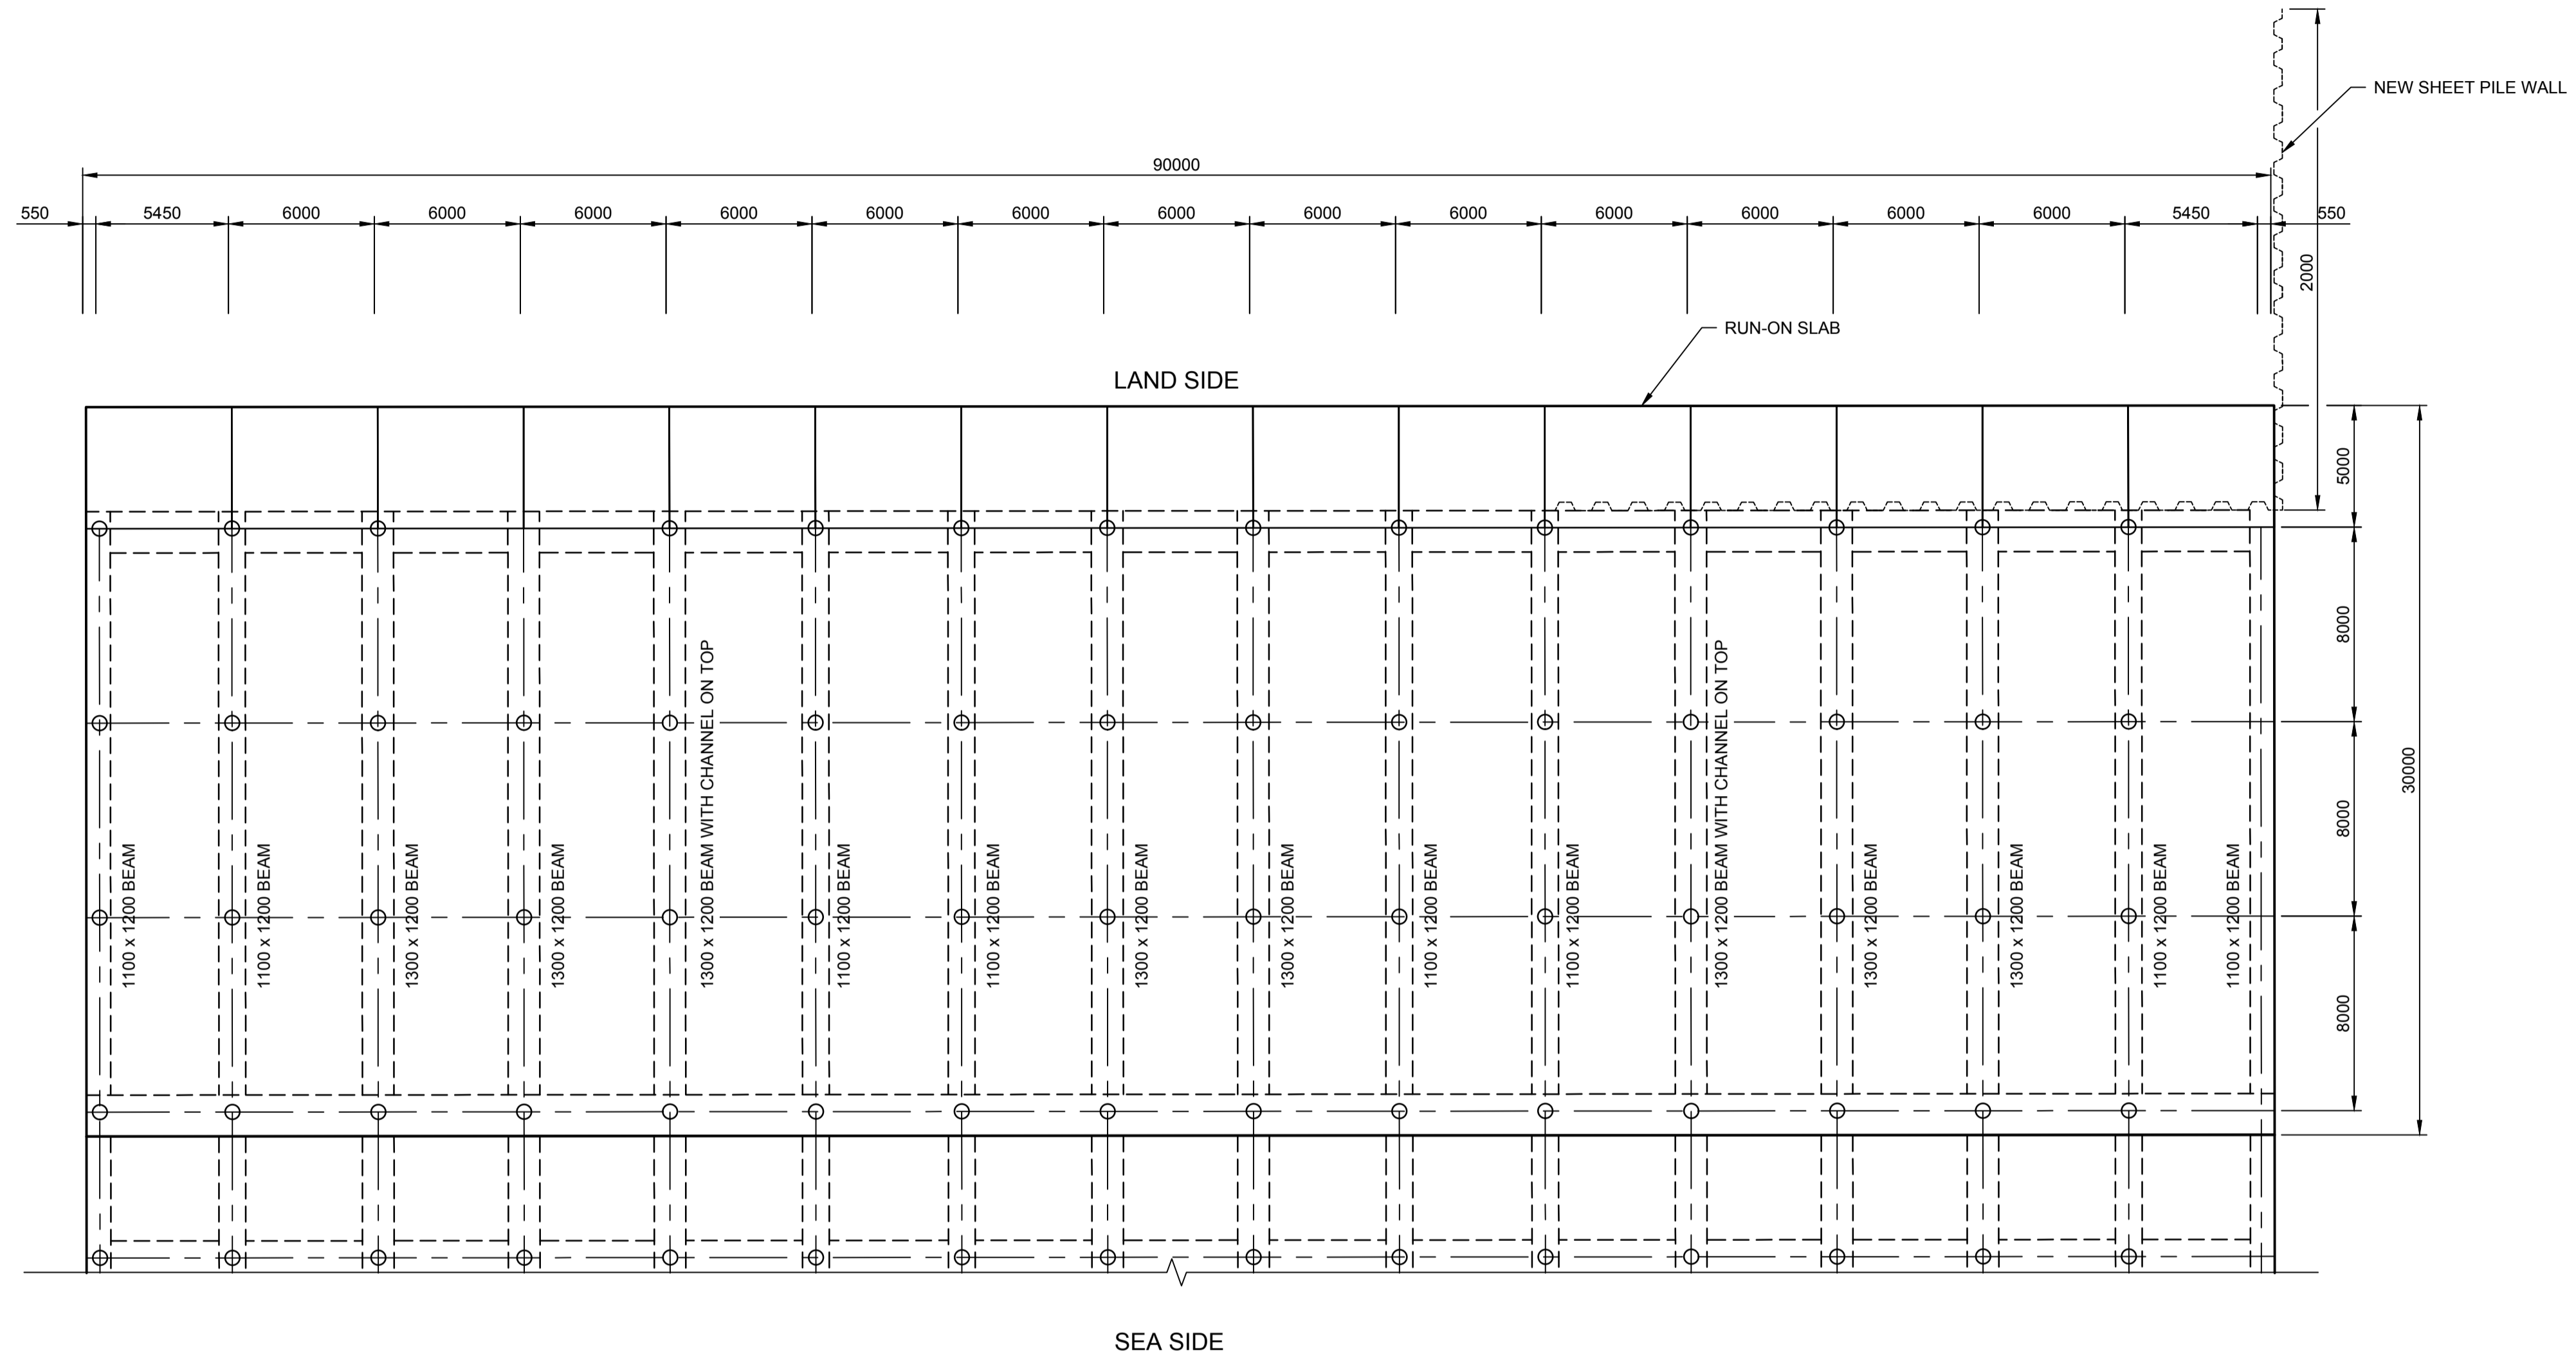 NEW SHEET PILE WALL
90000
550 5450 6000 6000 6000 6000 6000 6000 6000 6000 6000 6000 6000 6000 6000 5450 550
2000
RUN-ON SLAB
LAND SIDE
5000
8000
8000
8000
30000
1100 x 1200 BEAM
1100 x 1200 BEAM
1300 x 1200 BEAM
1300 x 1200 BEAM
1300 x 1200 BEAM WITH CHANNEL ON TOP
1100 x 1200 BEAM
1100 x 1200 BEAM
1300 x 1200 BEAM
1300 x 1200 BEAM
1100 x 1200 BEAM
1100 x 1200 BEAM
1300 x 1200 BEAM WITH CHANNEL ON TOP
1300 x 1200 BEAM
1300 x 1200 BEAM
1100 x 1200 BEAM
1100 x 1200 BEAM
SEA SIDE